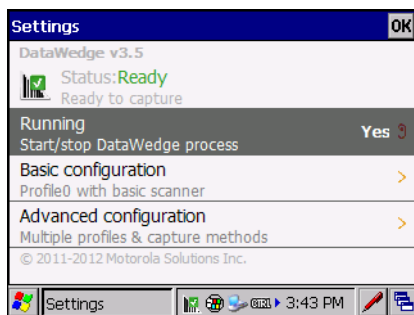 Settings OK
DataWedge v3.5
Status:Ready
Ready to capture
Running
Start/stop DataWedge process
Yes
Basic configuration
Profile0 with basic scanner
>
Advanced configuration
Multiple profiles & capture methods
>
© 2011-2012 Motorola Solutions Inc.
Settings CTRL 3:43 PM